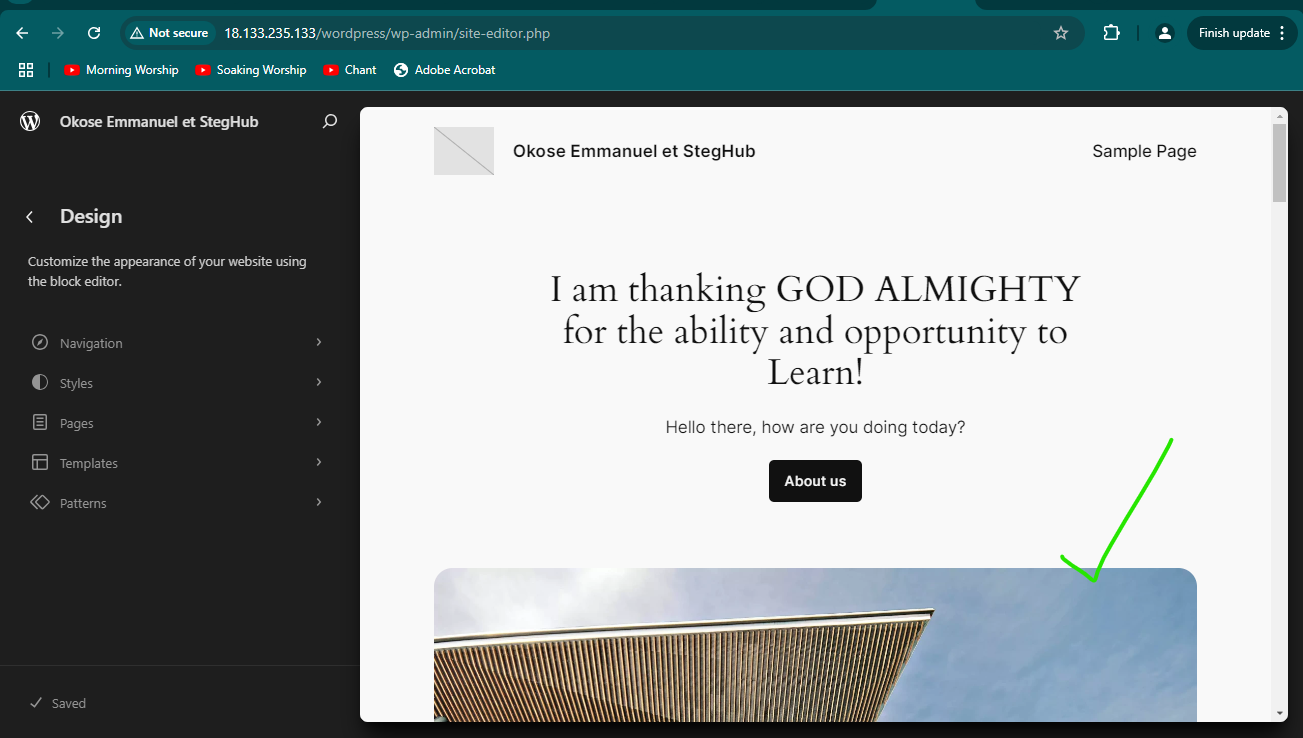 Not secure
18.133.235.133/wordpress/wp-admin/site-editor.php
Finish update
Morning Worship
Soaking Worship
Chant
Adobe Acrobat
Okose Emmanuel et StegHub
Design
Customize the appearance of your website using
the block editor.
Navigation
Styles
Pages
Templates
Patterns
Saved
Okose Emmanuel et StegHub
Sample Page
I am thanking GOD ALMIGHTY
for the ability and opportunity to
Learn!
Hello there, how are you doing today?
About us